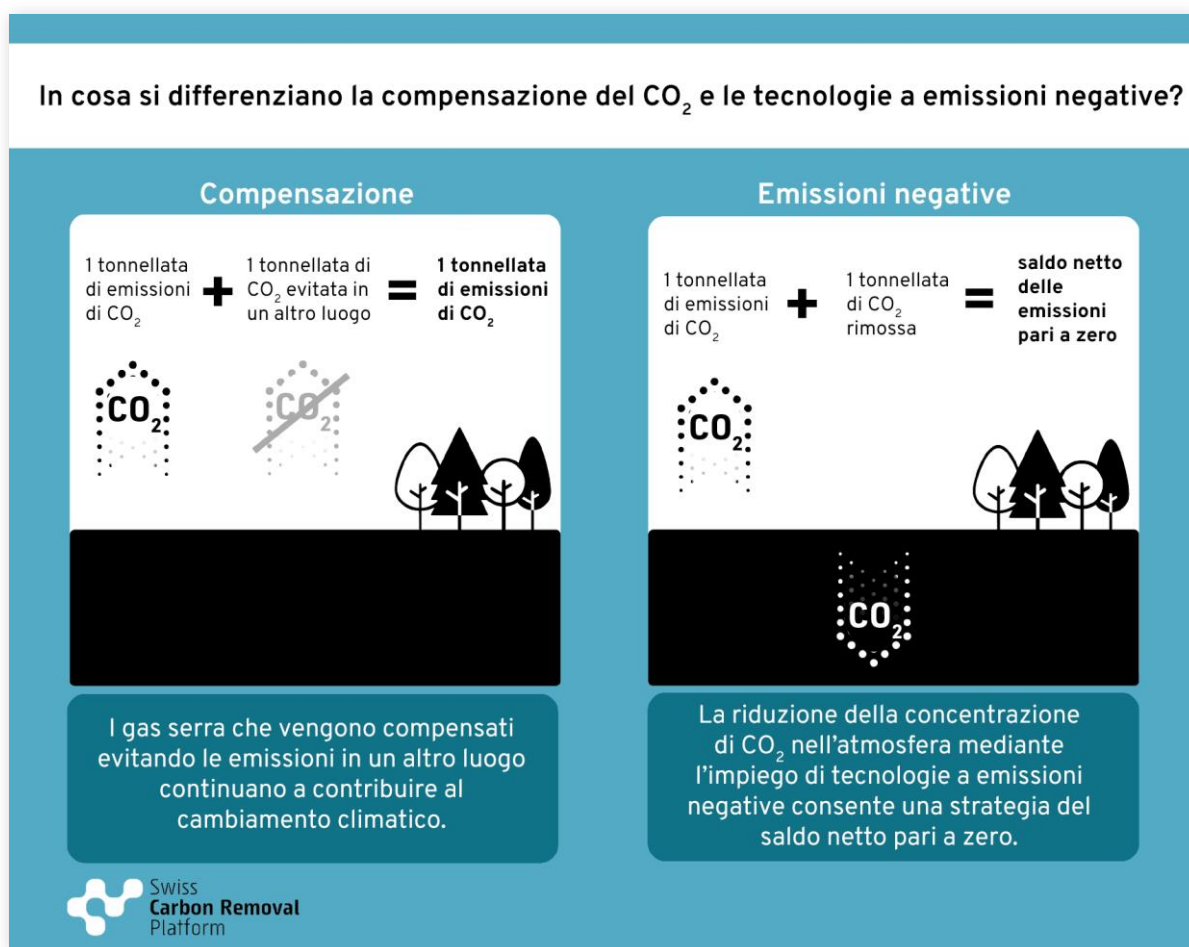 In cosa si differenziano la compensazione del CO₂ e le tecnologie a emissioni negative?
Compensazione
1 tonnellata
di emissioni
di CO₂
+
1 tonnellata di
CO₂ evitata in
un altro luogo
=
1 tonnellata
di emissioni
di CO₂
CO₂
CO₂
I gas serra che vengono compensati
evitando le emissioni in un altro luogo
continuano a contribuire al
cambiamento climatico.
Emissioni negative
1 tonnellata
di emissioni
di CO₂
+
1 tonnellata
di CO₂
rimossa
=
saldo netto
delle
emissioni
pari a zero
CO₂
CO₂
La riduzione della concentrazione
di CO₂ nell'atmosfera mediante
l'impiego di tecnologie a emissioni
negative consente una strategia del
saldo netto pari a zero.
Swiss
Carbon Removal
Platform